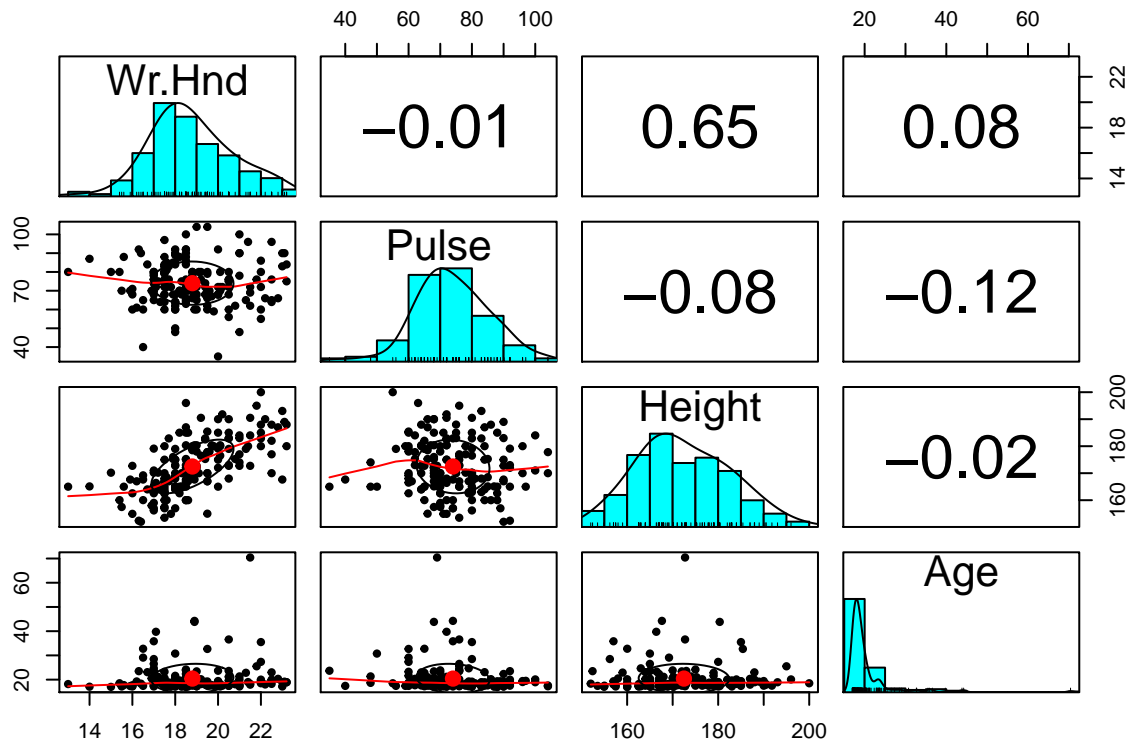 40 60 80 100 20 40 60
Wr.Hnd −0.01 0.65 0.08
14 18 22
40 70 100
Pulse −0.08 −0.12
Height −0.02
160 180 200
20 40 60
Age
14 16 18 20 22 160 180 200